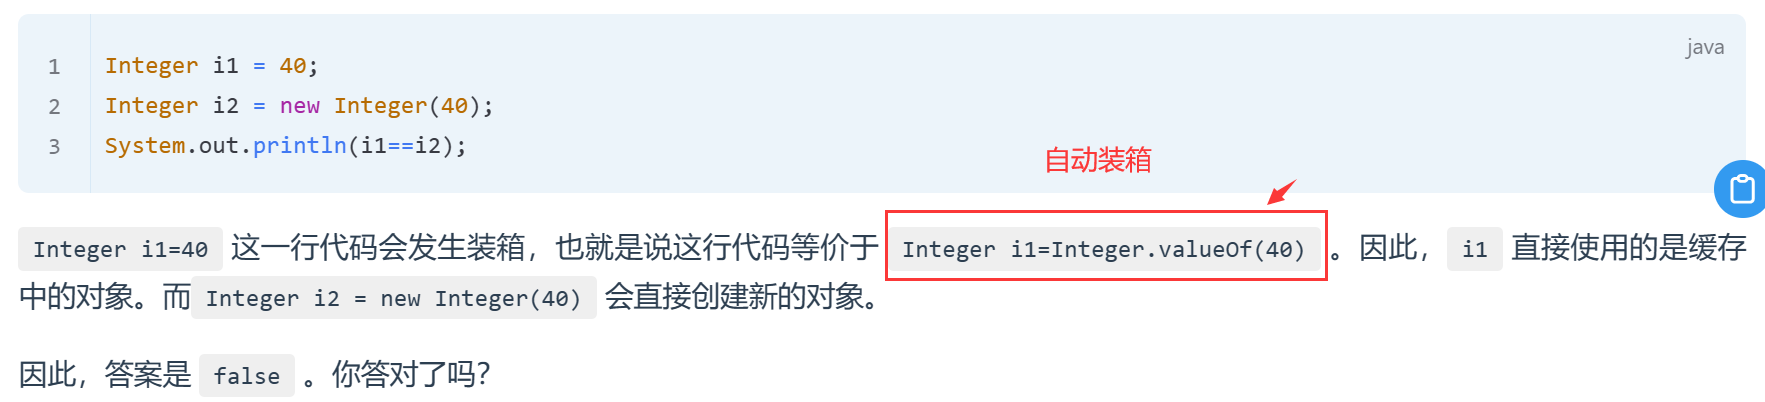 java
1 Integer i1 = 40;
2 Integer i2 = new Integer(40);
3 System.out.println(i1==i2);
自动装箱
Integer i1=40 这一行代码会发生装箱，也就是说这行代码等价于 Integer i1=Integer.valueOf(40) 。因此， i1 直接使用的是缓存
中的对象。而 Integer i2 = new Integer(40) 会直接创建新的对象。
因此，答案是 false 。你答对了吗？